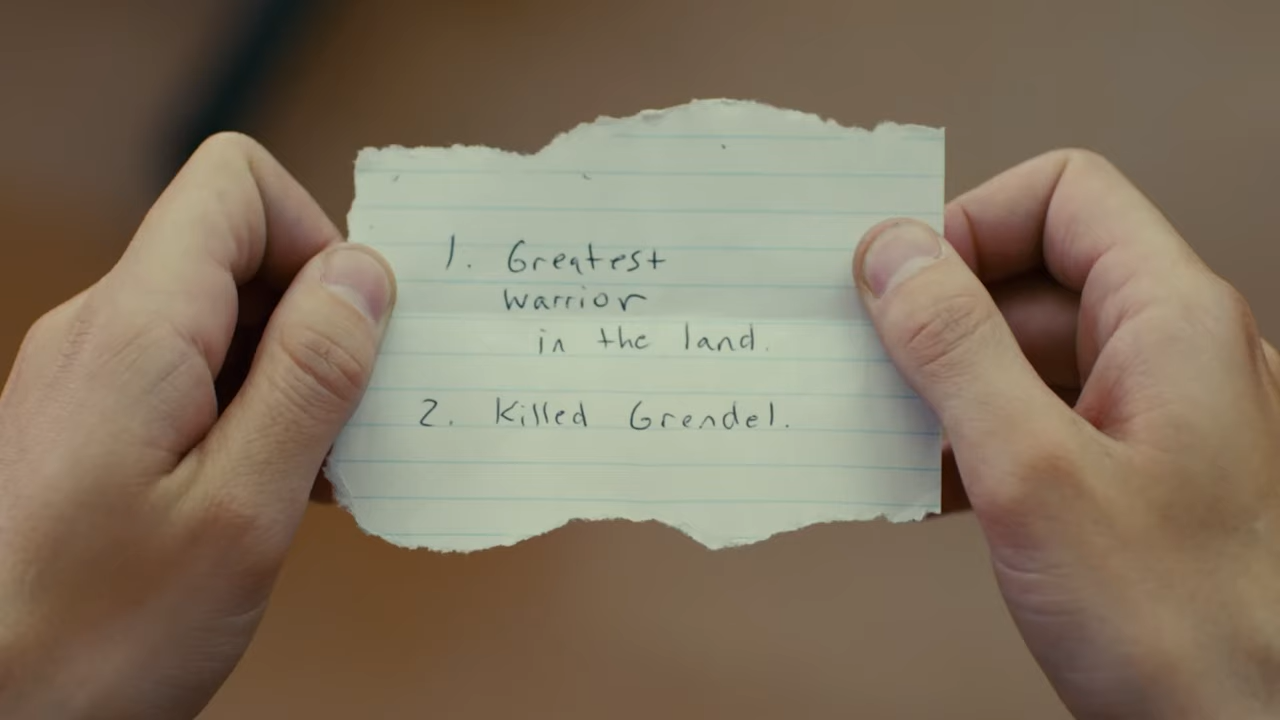 1. Greatest
warrior
in the land.
2. Killed Grendel.